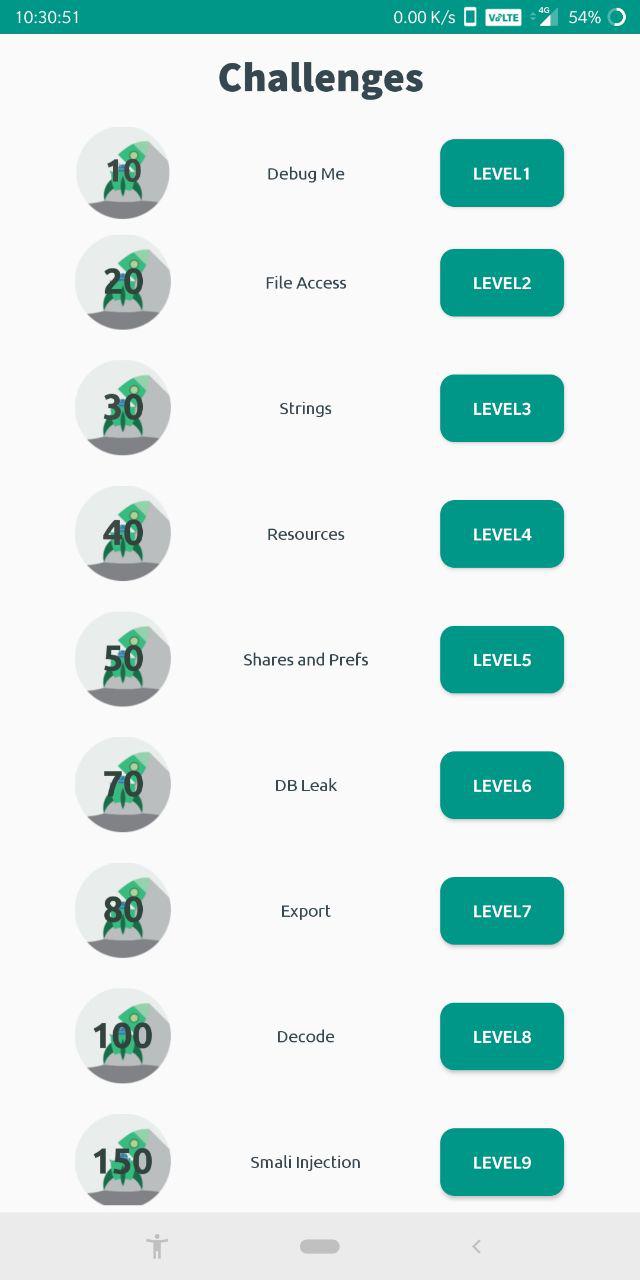 10:30:51 0.00 K/s VoLTE 4G 54%
Challenges
10 Debug Me LEVEL1
20 File Access LEVEL2
30 Strings LEVEL3
40 Resources LEVEL4
50 Shares and Prefs LEVEL5
70 DB Leak LEVEL6
80 Export LEVEL7
100 Decode LEVEL8
150 Smali Injection LEVEL9